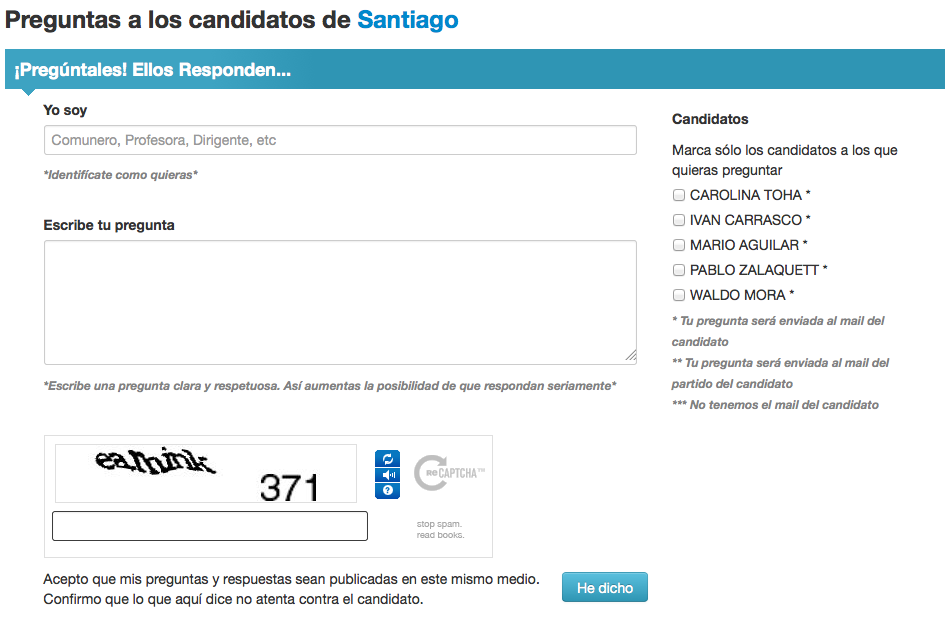 Preguntas a los candidatos de Santiago
¡Pregúntales! Ellos Responden...
Yo soy
Comunero, Profesora, Dirigente, etc
*Identifícate como quieras*
Escribe tu pregunta
*Escribe una pregunta clara y respetuosa. Así aumentas la posibilidad de que respondan seriamente*
Candidatos
Marca sólo los candidatos a los que
quieras preguntar
CAROLINA TOHA *
IVAN CARRASCO *
MARIO AGUILAR *
PABLO ZALAQUETT *
WALDO MORA *
* Tu pregunta será enviada al mail del
candidato
** Tu pregunta será enviada al mail del
partido del candidato
*** No tenemos el mail del candidato
371
?
reCAPTCHA™
stop spam.
read books.
Acepto que mis preguntas y respuestas sean publicadas en este mismo medio.
Confirmo que lo que aquí dice no atenta contra el candidato.
He dicho